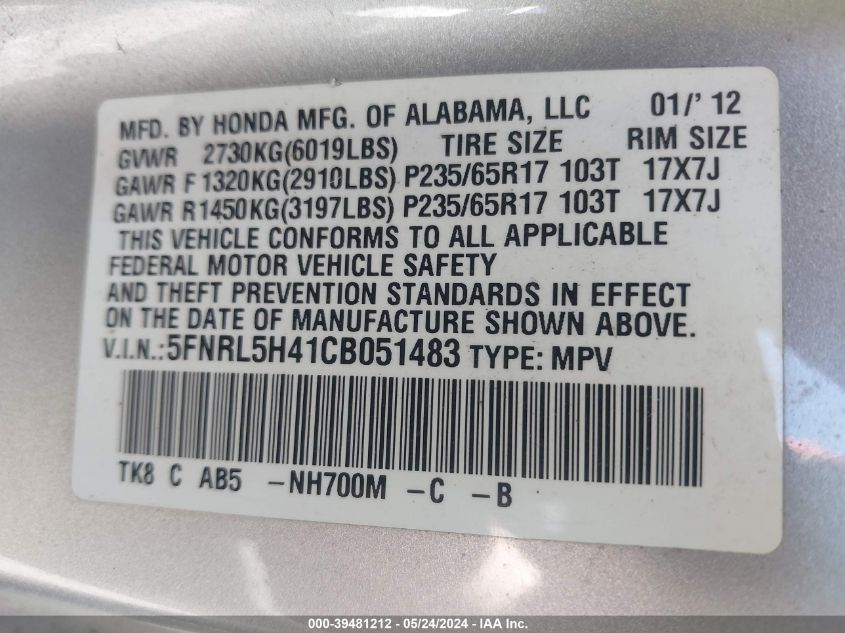 MFD. BY HONDA MFG. OF ALABAMA, LLC 01/' 12
GVWR 2730KG(6019LBS) TIRE SIZE RIM SIZE
GAWR F 1320KG(2910LBS) P235/65R17 103T 17X7J
GAWR R1450KG(3197LBS) P235/65R17 103T 17X7J
THIS VEHICLE CONFORMS TO ALL APPLICABLE
FEDERAL MOTOR VEHICLE SAFETY
AND THEFT PREVENTION STANDARDS IN EFFECT
ON THE DATE OF MANUFACTURE SHOWN ABOVE.
V.I.N.: 5FNRL5H41CB051483 TYPE: MPV
TK8 C AB5 -NH700M -C -B
000-39481212 - 05/24/2024 - IAA Inc.